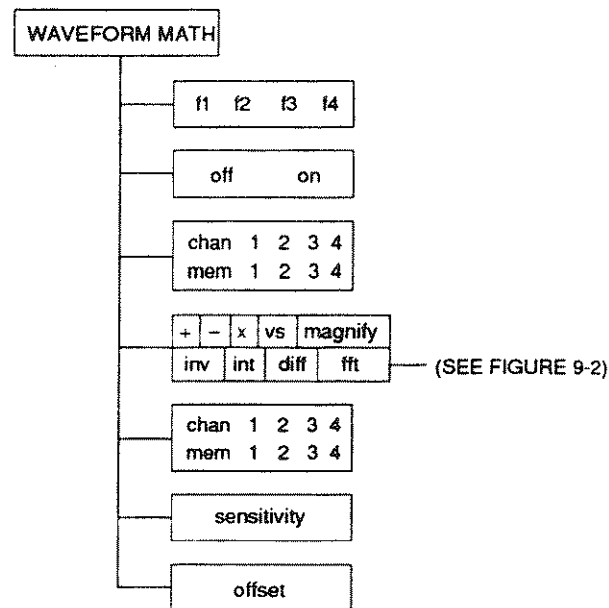 WAVEFORM MATH
f1 f2 f3 f4
off on
chan 1 2 3 4
mem 1 2 3 4
+ − x vs magnify
inv int diff fft (SEE FIGURE 9-2)
chan 1 2 3 4
mem 1 2 3 4
sensitivity
offset